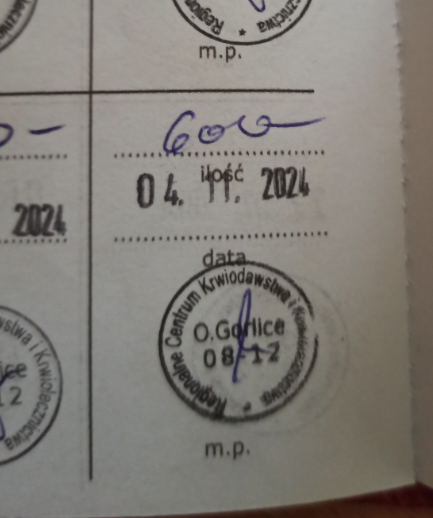 m.p.
600
ilość
04. 11. 2024
2024
data
Regionalne Centrum Krwiodawstwa i Krwiolecznictwa
O.Gorlice
08-12
m.p.